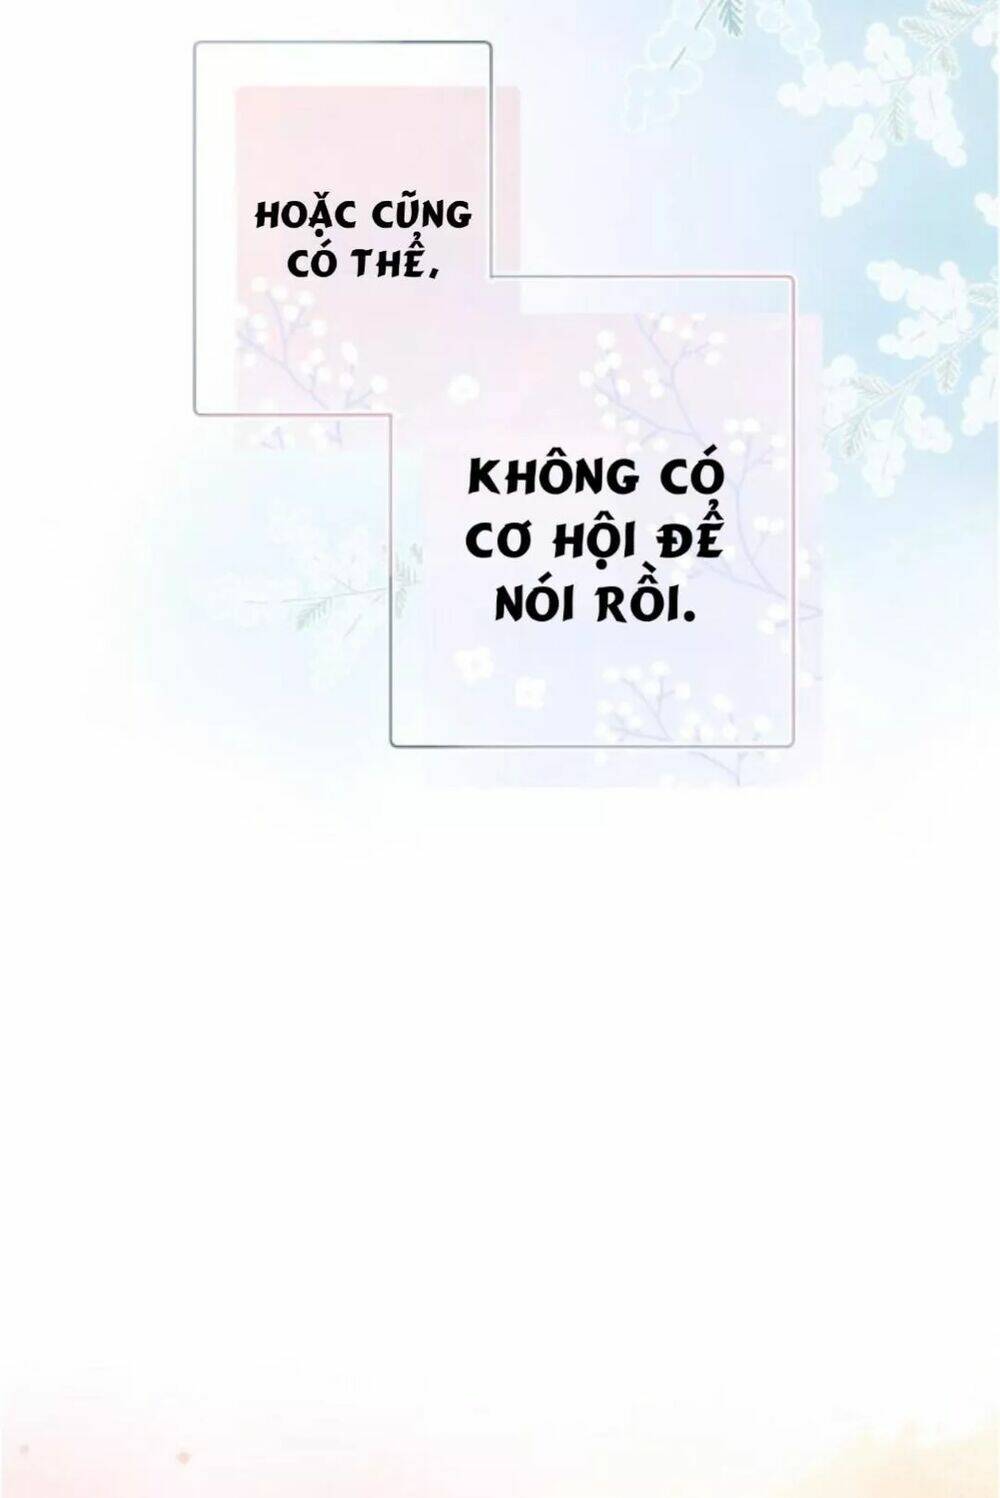 HOẶC CŨNG
CÓ THỂ,
KHÔNG CÓ
CƠ HỘI ĐỂ
NÓI RỒI.